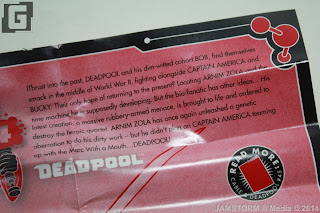 G
(T)hrust into the past, DEADPOOL and his dim-witted cohort BOB, find themselves
smack in the middle of World War II, fighting alongside CAPTAIN AMERICA and
BUCKY! Their only hope of returning to the present? Locating ARNIM ZOLA and the
time machine he's supposedly developing. But the bio-fanatic has other ideas... His
latest creation, a massive rubbery-armed menace, is brought to life and ordered to
destroy the heroic quartet. ARNIM ZOLA has once again unleashed a genetic
aberration to do his dirty work – but he didn't plan on CAPTAIN AMERICA teaming
up with the Merc With a Mouth... DEADPOOL!
DEADPOOL
READ MORE:
CABLE & DEADPOOL
JAMSTORM @ Media © 2014